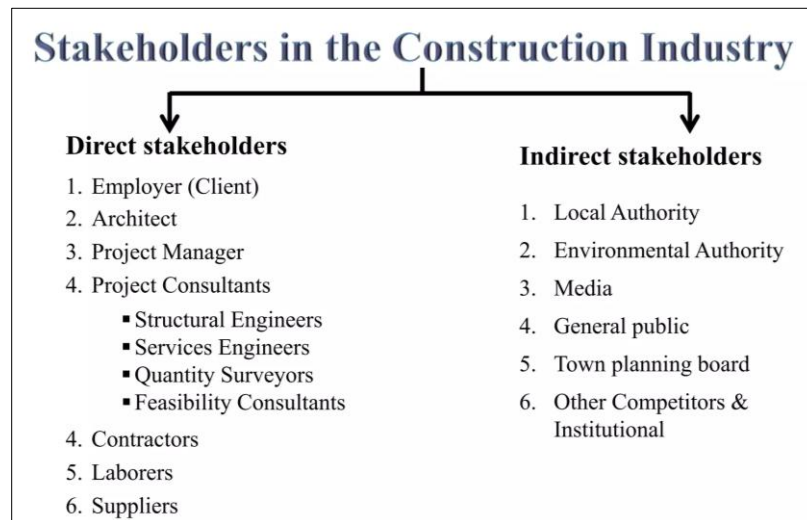 Stakeholders in the Construction Industry
Direct stakeholders
1. Employer (Client)
2. Architect
3. Project Manager
4. Project Consultants
▪ Structural Engineers
▪ Services Engineers
▪ Quantity Surveyors
▪ Feasibility Consultants
4. Contractors
5. Laborers
6. Suppliers
Indirect stakeholders
1. Local Authority
2. Environmental Authority
3. Media
4. General public
5. Town planning board
6. Other Competitors &
Institutional